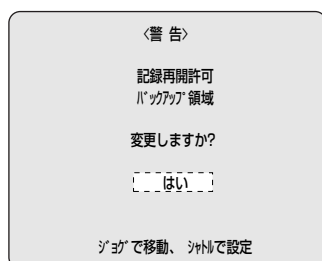 〈警 告〉
記録再開許可
ﾊﾞｯｸｱｯﾌﾟ領域
変更しますか?
はい
ｼﾞｮｸﾞで移動、 ｼｬﾄﾙで設定